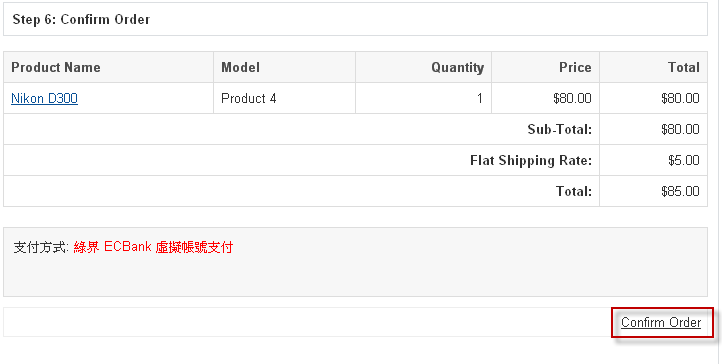 Step 6: Confirm Order
Product Name Model Quantity Price Total
Nikon D300 Product 4 1 $80.00 $80.00
Sub-Total: $80.00
Flat Shipping Rate: $5.00
Total: $85.00
支付方式: 綠界 ECBank 虛擬帳號支付
Confirm Order